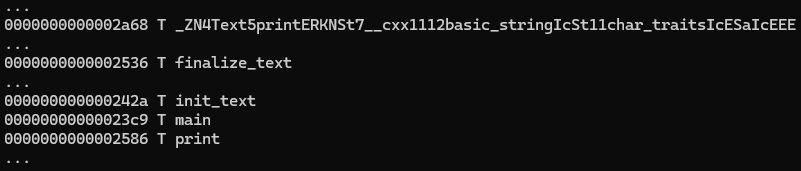 ...
0000000000002a68 T _ZN4Text5printERKNSt7__cxx1112basic_stringIcSt11char_traitsIcESaIcEEE
...
0000000000002536 T finalize_text
...
000000000000242a T init_text
00000000000023c9 T main
0000000000002586 T print
...